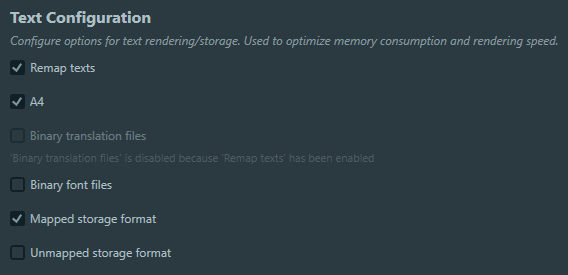 Text Configuration
Configure options for text rendering/storage. Used to optimize memory consumption and rendering speed.
Remap texts
A4
Binary translation files
'Binary translation files' is disabled because 'Remap texts' has been enabled
Binary font files
Mapped storage format
Unmapped storage format